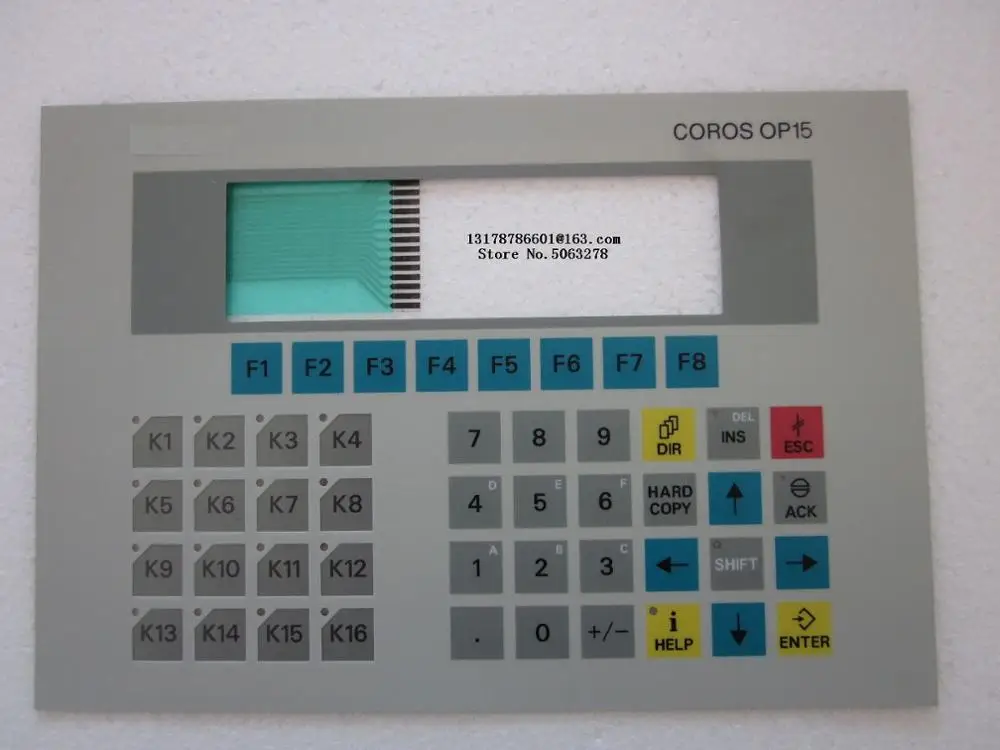 COROS OP15
13178786601@163.com
Store No.5063278
F1 F2 F3 F4 F5 F6 F7 F8
K1 K2 K3 K4 7 8 9 DIR DEL INS ESC
K5 K6 K7 K8 4 D 5 E 6 F HARD COPY ACK
K9 K10 K11 K12 1 A 2 B 3 C SHIFT
K13 K14 K15 K16 . 0 +/- i HELP ENTER